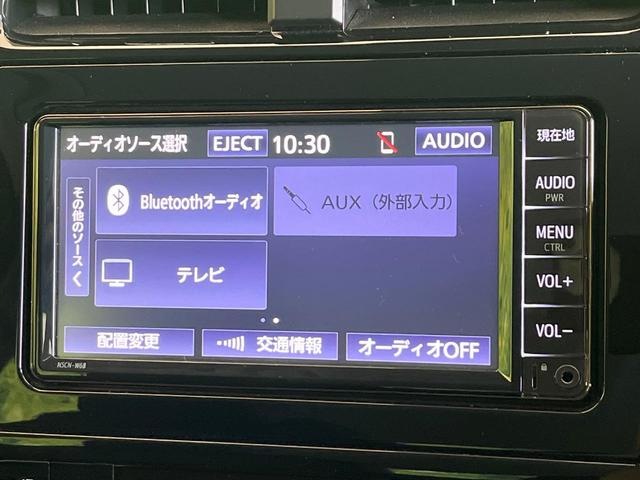 オーディオソース選択 EJECT 10:30 AUDIO
その他のソース
Bluetoothオーディオ
AUX（外部入力）
テレビ
配置変更 交通情報 オーディオOFF
NSCN-W68
現在地
AUDIO
PWR
MENU
CTRL
VOL+
VOL−